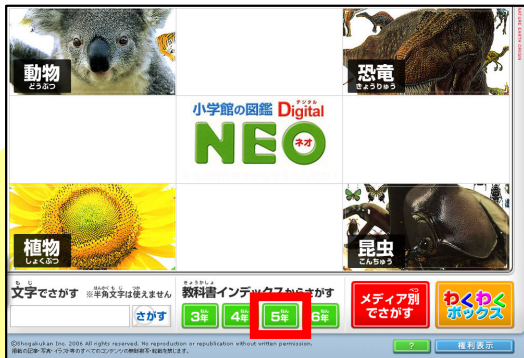 動物
どうぶつ
恐竜
きょうりゅう
小学館の図鑑 Digital
デジタル
NEO
ネオ
植物
しょくぶつ
昆虫
こんちゅう
文字でさがす ※半角文字は使えません
さがす
教科書インデックスからさがす
3年
4年
5年
6年
メディア別
でさがす
わくわく
ボックス
?
権利表示
©Shogakukan Inc. 2006 All rights reserved. No reproduction or republication without written permission.